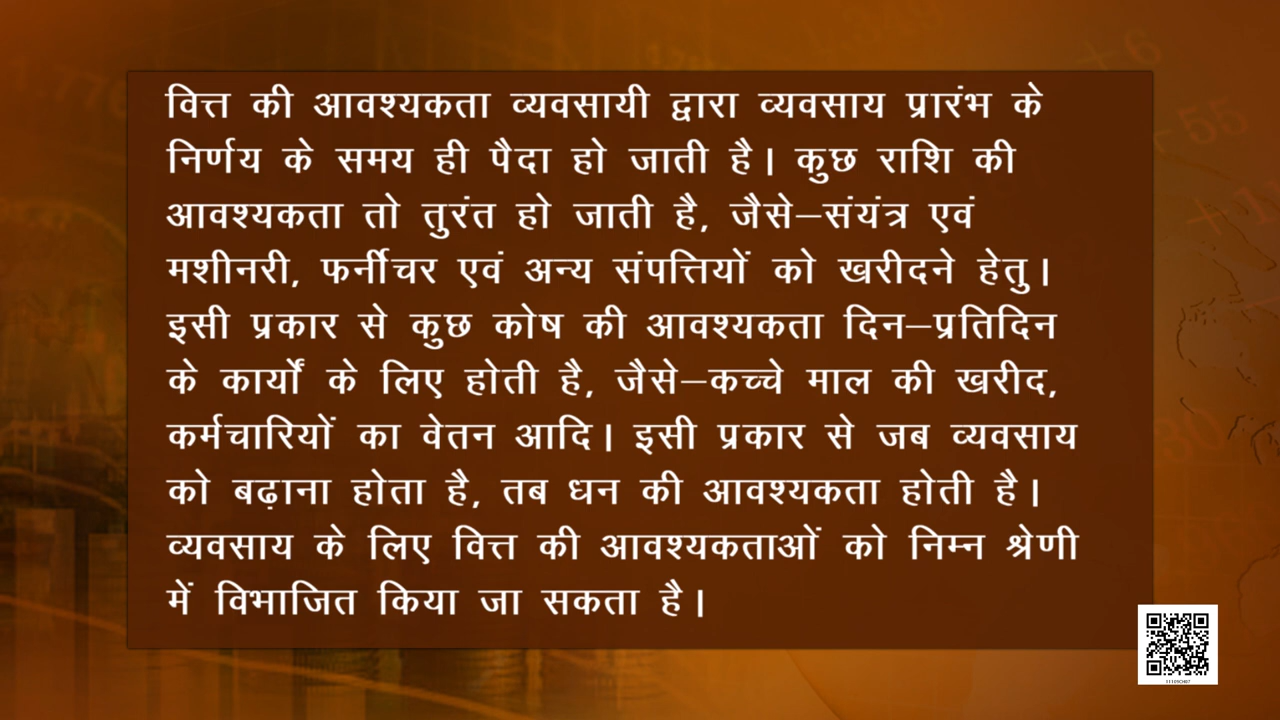 वित्त की आवश्यकता व्यवसायी द्वारा व्यवसाय प्रारंभ के
निर्णय के समय ही पैदा हो जाती है। कुछ राशि की
आवश्यकता तो तुरंत हो जाती है, जैसे–संयंत्र एवं
मशीनरी, फर्नीचर एवं अन्य संपत्तियों को खरीदने हेतु।
इसी प्रकार से कुछ कोष की आवश्यकता दिन–प्रतिदिन
के कार्यों के लिए होती है, जैसे–कच्चे माल की खरीद,
कर्मचारियों का वेतन आदि। इसी प्रकार से जब व्यवसाय
को बढ़ाना होता है, तब धन की आवश्यकता होती है।
व्यवसाय के लिए वित्त की आवश्यकताओं को निम्न श्रेणी
में विभाजित किया जा सकता है।